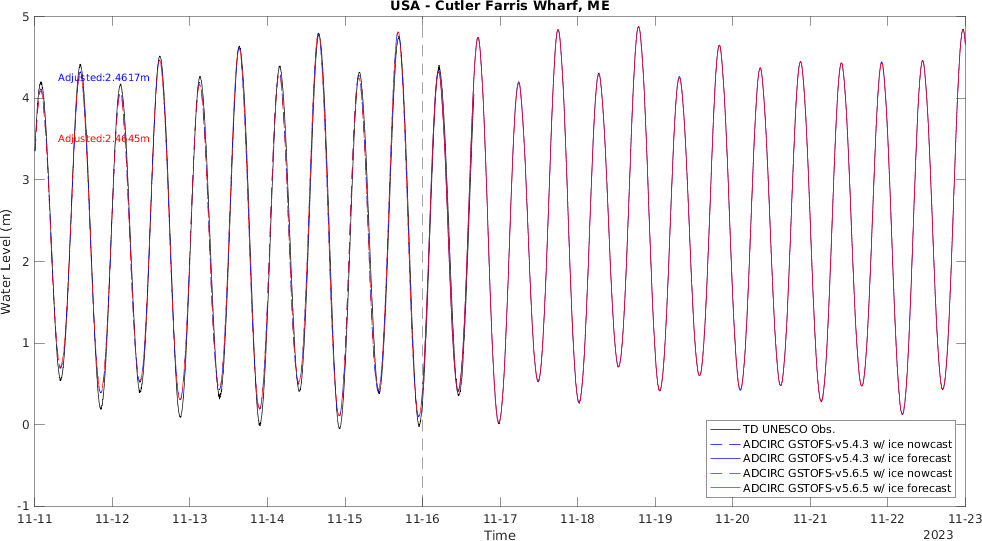 USA - Cutler Farris Wharf, ME
5
4
3
2
1
0
-1
Water Level (m)
Adjusted:2.4617m
Adjusted:2.4645m
TD UNESCO Obs.
ADCIRC GSTOFS-v5.4.3 w/ ice nowcast
ADCIRC GSTOFS-v5.4.3 w/ ice forecast
ADCIRC GSTOFS-v5.6.5 w/ ice nowcast
ADCIRC GSTOFS-v5.6.5 w/ ice forecast
11-11 11-12 11-13 11-14 11-15 11-16 11-17 11-18 11-19 11-20 11-21 11-22 11-23
Time
2023